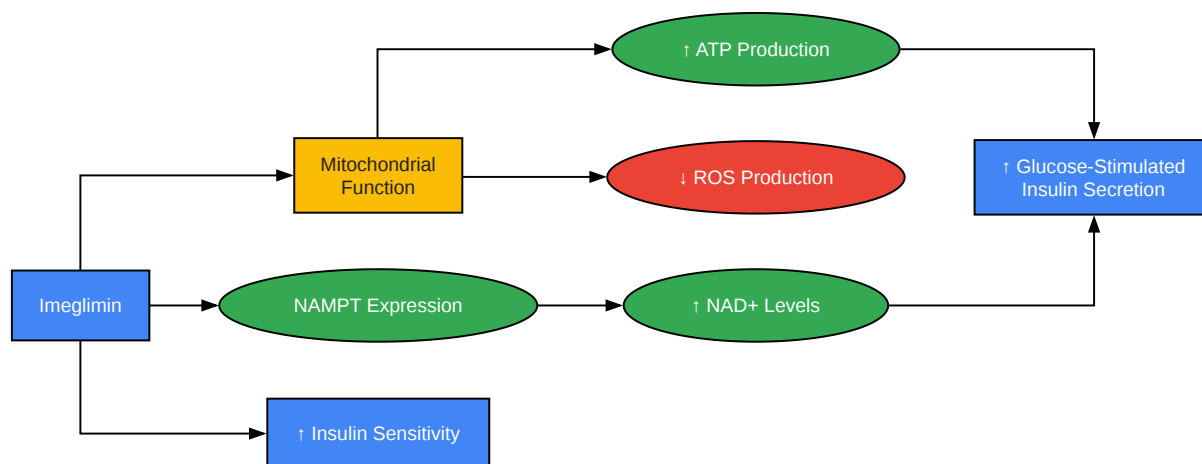 ↑ ATP Production
Mitochondrial
Function
↓ ROS Production
↑ Glucose-Stimulated
Insulin Secretion
Imeglimin
NAMPT Expression
↑ NAD+ Levels
↑ Insulin Sensitivity